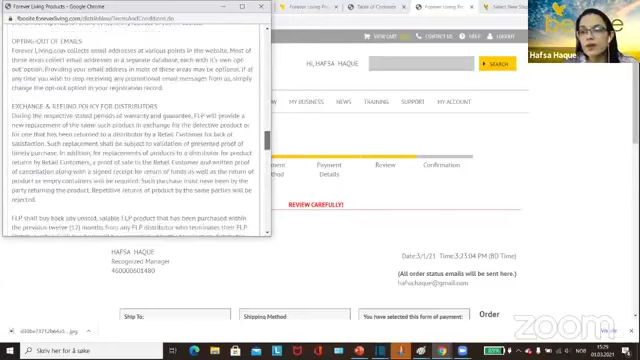 Forever Living Products - Google Chrome
fboside.foreverliving.com/district/New/TermsAndConditions.do
OPTING-OUT OF EMAILS
Forever Living.com collects email addresses at various points in the website. Most of
these areas collect email addresses in a separate database, each with it's own opt
out option. Providing your email address in most of these areas may be optional. If
at any time you wish to stop receiving any promotional email messages from us, simply
change the opt-out option in your registration record.
EXCHANGE & REFUND POLICY FOR DISTRIBUTORS
During the respective stated periods of warranty and guarantee, FLP will provide a
new replacement of the same such product in exchange for the defective product or
for one that has been returned to a distributor by a Retail Customer for lack of
satisfaction. Such replacement shall be subject to validation of presented proof of
timely purchase. In addition, for replacements of products to a distributor for product
returns by Retail Customers, a proof of sale to the Retail Customer and written proof
of cancellation along with a signed receipt for return of funds as well as the return of
product or empty containers will be required. Such purchase must have been by the
party returning the product. Repetitive returns of product by the same parties will be
rejected.
FLP shall buy back any unsold, salable FLP product that has been purchased within
the previous twelve (12) months from any FLP distributor who terminates their FLP
Forever Living Products
Table of Content
Forever Living Products
VIEW CART
LOGOUT
Hafsa Haque
Hi, HAFSA HAQUE
SEARCH
NEW
MY BUSINESS
NEWS
TRAINING
SUPPORT
MY ACCOUNT
Payment
Details
Review
Confirmation
REVIEW CAREFULLY!
HAFSA HAQUE
Recognized Manager
460000601480
Date:3/1/21 Time:3:23:04 PM (BD Time)
(All order status emails will be sent here.)
hafsa.haque@gmail.com
Ship To:
Shipping Method
You have selected this form of payment:
Order
zoom
Skriv her for å søke
NOB
15:29
01.03.2021